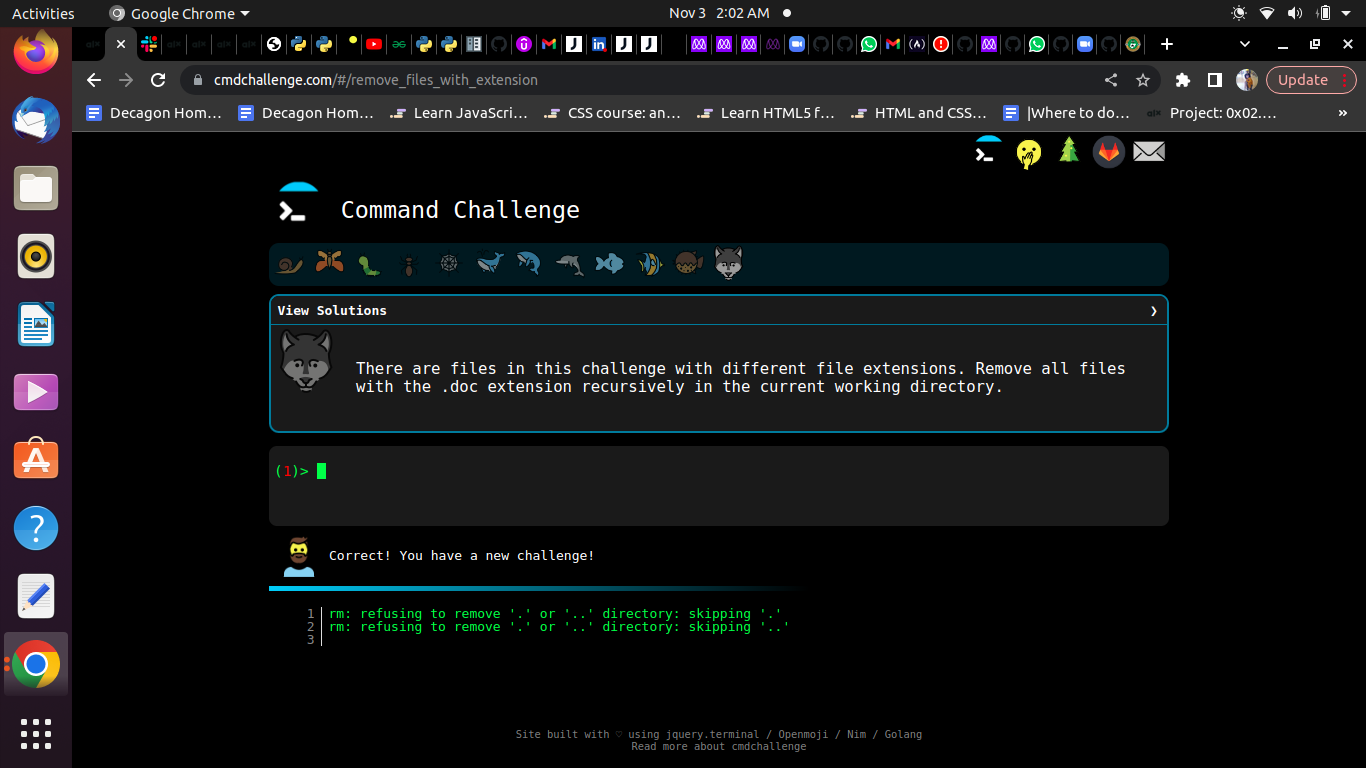 Activities
Google Chrome
Nov 3 2:02 AM
cmdchallenge.com/#/remove_files_with_extension
Update
Decagon Hom...
Decagon Hom...
Learn JavaScri...
CSS course: an...
Learn HTML5 f...
HTML and CSS...
|Where to do...
Project: 0x02....
»
Command Challenge
View Solutions
There are files in this challenge with different file extensions. Remove all files
with the .doc extension recursively in the current working directory.
(1)>
Correct! You have a new challenge!
1 rm: refusing to remove '.' or '..' directory: skipping '.'
2 rm: refusing to remove '.' or '..' directory: skipping '..'
3
Site built with ♡ using jquery.terminal / Openmoji / Nim / Golang
Read more about cmdchallenge